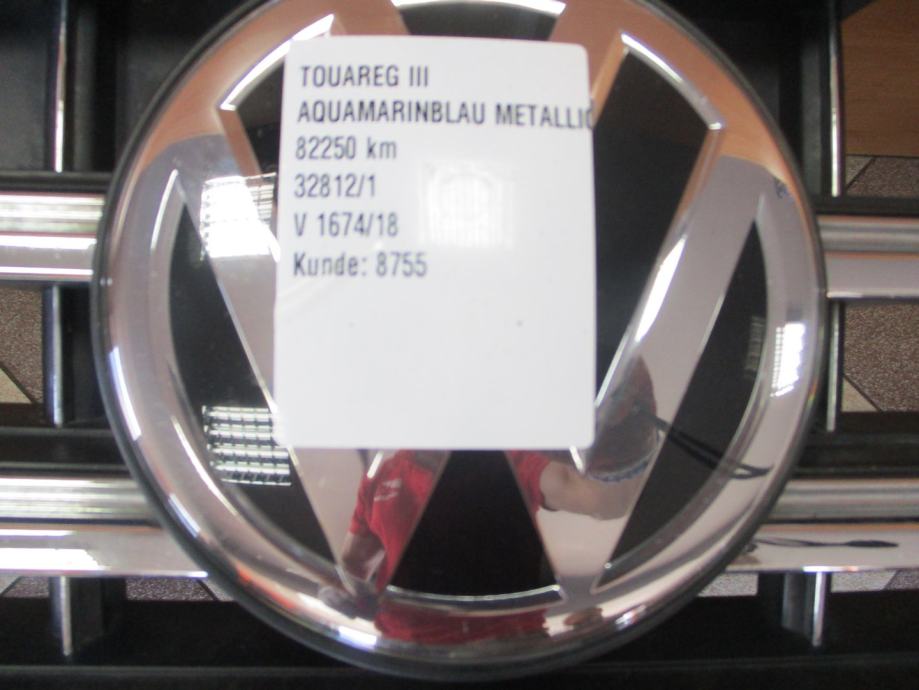 TOUAREG III
AQUAMARINBLAU METALLIC
82250 km
32812/1
V 1674/18
Kunde: 8755